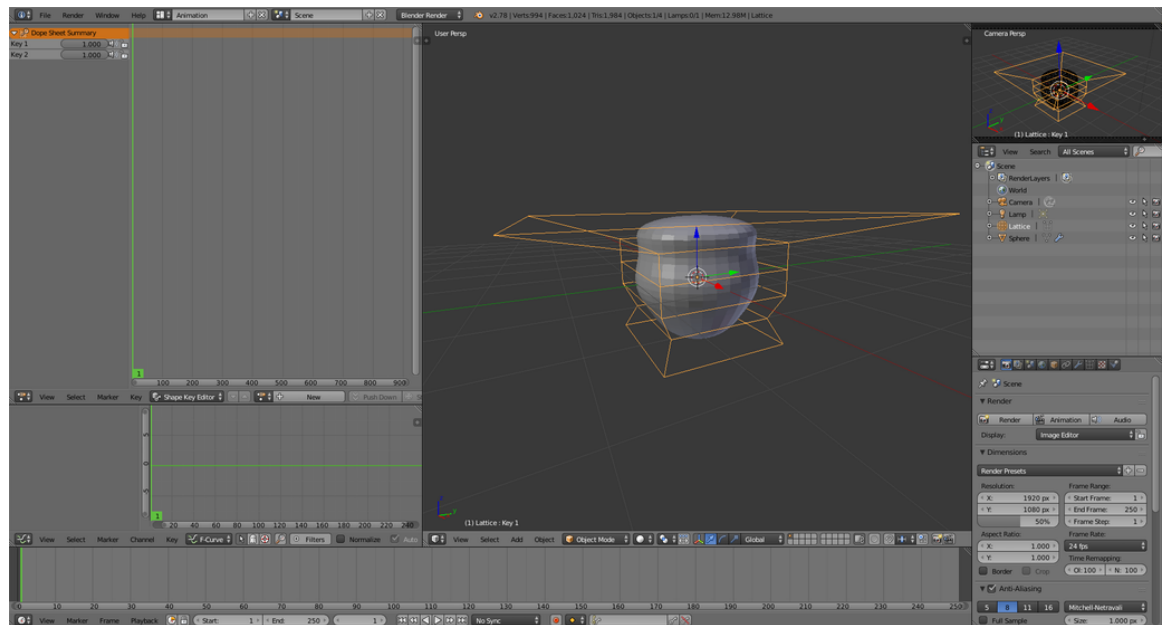 File Render Window Help Animation Scene Blender Render v2.78 | Verts:994 | Faces:1,024 | Tris:1,984 | Objects:1/4 | Lamps:0/1 | Mem:12.98M | Lattice
Dope Sheet Summary
Key 1 1.000
Key 2 1.000
User Persp
Camera Persp
(1) Lattice : Key 1
View Search All Scenes
Scene
RenderLayers |
World
Camera |
Lamp |
Lattice |
Sphere |
1
100 200 300 400 500 600 700 800 900
View Select Marker Key Shape Key Editor New Push Down
Scene
Render
Render Animation Audio
Display: Image Editor
Dimensions
Render Presets
Resolution: Frame Range:
X: 1920 px Start Frame: 1
Y: 1080 px End Frame: 250
50% Frame Step: 1
Aspect Ratio: Frame Rate:
X: 1.000 24 fps
Y: 1.000 Time Remapping:
Border Crop Ol: 100 N: 100
Anti-Aliasing
5 8 11 16 Mitchell-Netravali
Full Sample Size: 1.000 px
1
20 40 60 80 100 120 140 160 180 200 220 240
View Select Marker Channel Key F-Curve Filters Normalize Auto
(1) Lattice : Key 1
View Select Add Object Object Mode Global
0 10 20 30 40 50 60 70 80 90 100 110 120 130 140 150 160 170 180 190 200 210 220 230 240 250
View Marker Frame Playback Start: 1 End: 250 1 No Sync